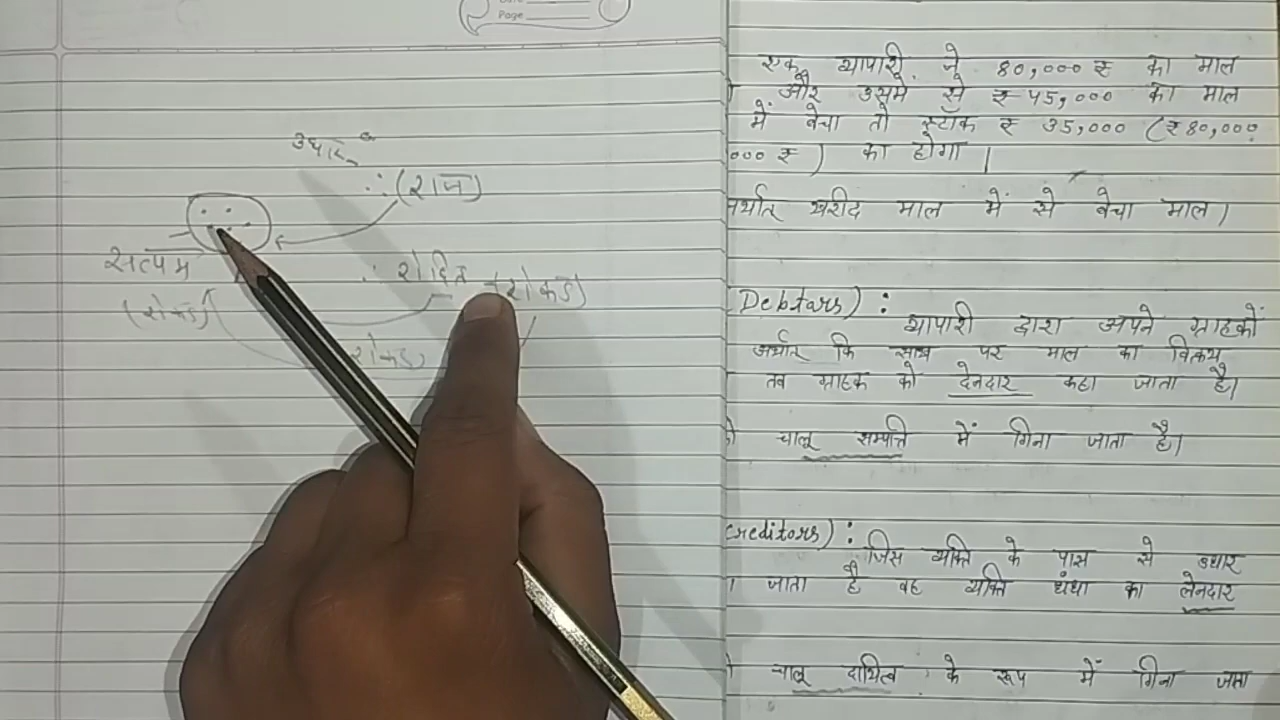 Page
उधार
∴ (राज)
सत्यम
∴ रोहित (रोकड)
(रोकड)
रोकड
एक व्यापारी ने 80,000 ₹ का माल
और उसमे से ₹ 45,000 का माल
में बेचा तो स्टॉक ₹ 35,000 (₹ 80,000
000 ₹) का होगा।
खरीद माल में से बेचा माल।
Debtors) :
व्यापारी द्वारा अपने ग्राहकों
अर्थात कि साख पर माल का विक्रय
तब ग्राहक को देनदार कहा जाता है।
चालू सम्पत्ति में गिना जाता है।
Creditors) :
जिस व्यक्ति के पास से उधार
जाता है वह व्यक्ति धंधा का लेनदार
चालू दायित्व के रूप में गिना जाता